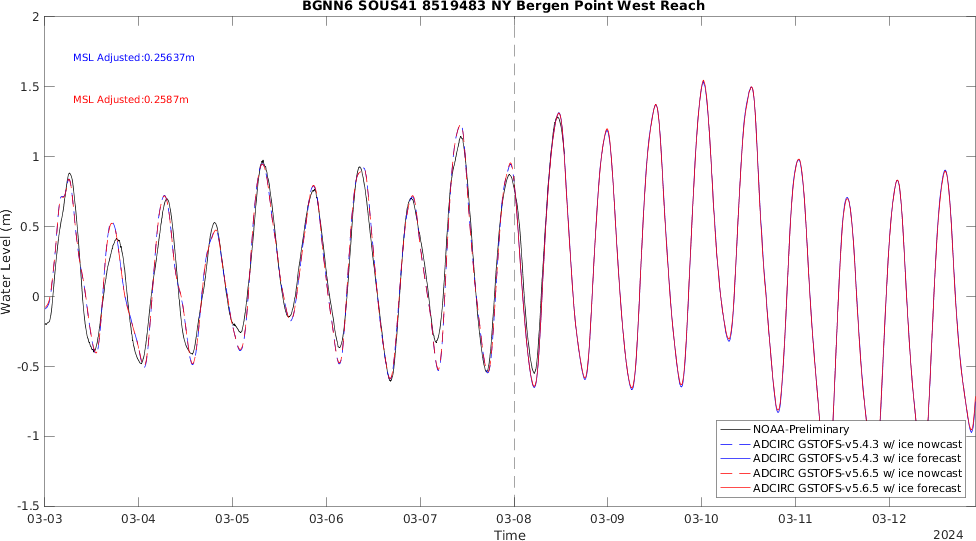 BGNN6 SOUS41 8519483 NY Bergen Point West Reach
2
MSL Adjusted:0.25637m
1.5
MSL Adjusted:0.2587m
1
0.5
Water Level (m)
0
-0.5
-1
NOAA-Preliminary
ADCIRC GSTOFS-v5.4.3 w/ ice nowcast
ADCIRC GSTOFS-v5.4.3 w/ ice forecast
ADCIRC GSTOFS-v5.6.5 w/ ice nowcast
ADCIRC GSTOFS-v5.6.5 w/ ice forecast
-1.5
03-03 03-04 03-05 03-06 03-07 03-08 03-09 03-10 03-11 03-12
Time
2024